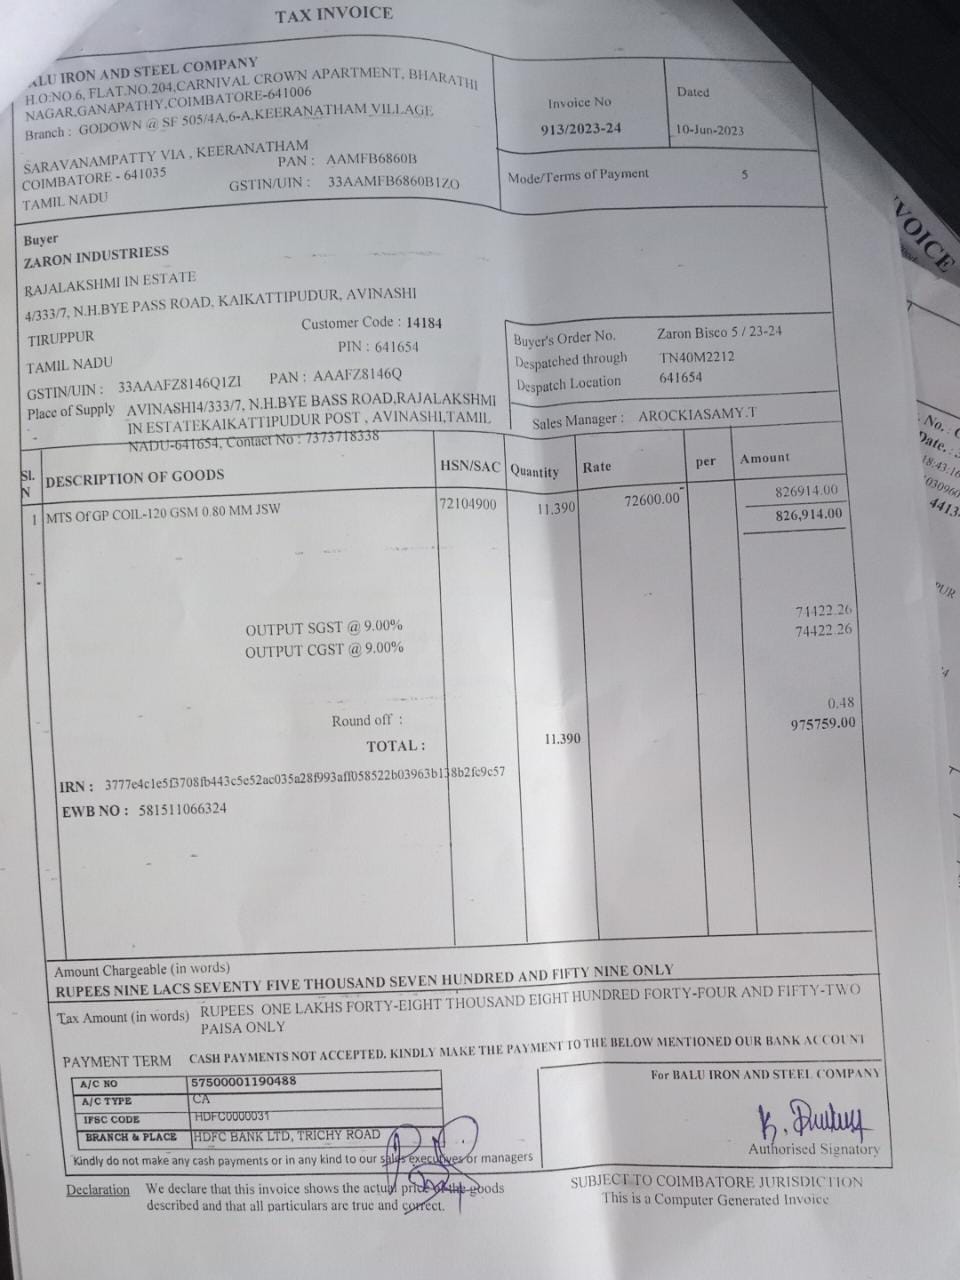 TAX INVOICE
ALU IRON AND STEEL COMPANY
H.O:NO.6, FLAT.NO.204,CARNIVAL CROWN APARTMENT, BHARATHI
NAGAR,GANAPATHY,COIMBATORE-641006
Branch : GODOWN @ SF 505/4A,6-A,KEERANATHAM VILLAGE
SARAVANAMPATTY VIA , KEERANATHAM
COIMBATORE - 641035 PAN : AAMFB6860B
TAMIL NADU GSTIN/UIN : 33AAMFB6860B1ZO
Invoice No
913/2023-24
Dated
10-Jun-2023
Mode/Terms of Payment 5
Buyer
ZARON INDUSTRIESS
RAJALAKSHMI IN ESTATE
4/333/7, N.H.BYE PASS ROAD, KAIKATTIPUDUR, AVINASHI
TIRUPPUR Customer Code : 14184
TAMIL NADU PIN : 641654
GSTIN/UIN : 33AAAFZ8146Q1ZI PAN : AAAFZ8146Q
Place of Supply AVINASHI4/333/7, N.H.BYE BASS ROAD,RAJALAKSHMI
IN ESTATEKAIKATTIPUDUR POST , AVINASHI,TAMIL
NADU-641654, Contact No : 7373718338
Buyer's Order No. Zaron Bisco 5 / 23-24
Despatched through TN40M2212
Despatch Location 641654
Sales Manager : AROCKIASAMY.T
Sl.
N DESCRIPTION OF GOODS HSN/SAC Quantity Rate per Amount
1 MTS Of GP COIL-120 GSM 0.80 MM JSW 72104900 11.390 72600.00 826914.00
826,914.00
OUTPUT SGST @ 9.00% 74422.26
OUTPUT CGST @ 9.00% 74422.26
Round off : 0.48
TOTAL : 11.390 975759.00
IRN : 3777e4c1e5f3708fb443c5e52ac035a28f993aff058522b03963b138b2fc9c57
EWB NO : 581511066324
Amount Chargeable (in words)
RUPEES NINE LACS SEVENTY FIVE THOUSAND SEVEN HUNDRED AND FIFTY NINE ONLY
Tax Amount (in words) RUPEES ONE LAKHS FORTY-EIGHT THOUSAND EIGHT HUNDRED FORTY-FOUR AND FIFTY-TWO
PAISA ONLY
PAYMENT TERM CASH PAYMENTS NOT ACCEPTED. KINDLY MAKE THE PAYMENT TO THE BELOW MENTIONED OUR BANK ACCOUNT
A/C NO 57500001190488
A/C TYPE CA
IFSC CODE HDFC0000031
BRANCH & PLACE HDFC BANK LTD, TRICHY ROAD
Kindly do not make any cash payments or in any kind to our sales executives or managers
For BALU IRON AND STEEL COMPANY
Authorised Signatory
Declaration We declare that this invoice shows the actual price of the goods
described and that all particulars are true and correct.
SUBJECT TO COIMBATORE JURISDICTION
This is a Computer Generated Invoice
VOICE
No. :
Date. :
18:43:16
4413
PUR